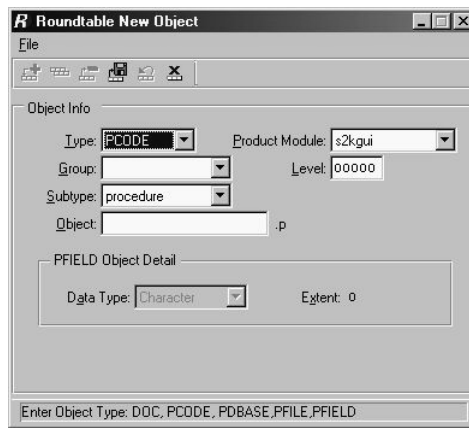 R Roundtable New Object
File
Object Info
Type: PCODE Product Module: s2kgui
Group: Level: 00000
Subtype: procedure
Object: .p
PFIELD Object Detail
Data Type: Character Extent: 0
Enter Object Type: DOC, PCODE, PDBASE,PFILE,PFIELD